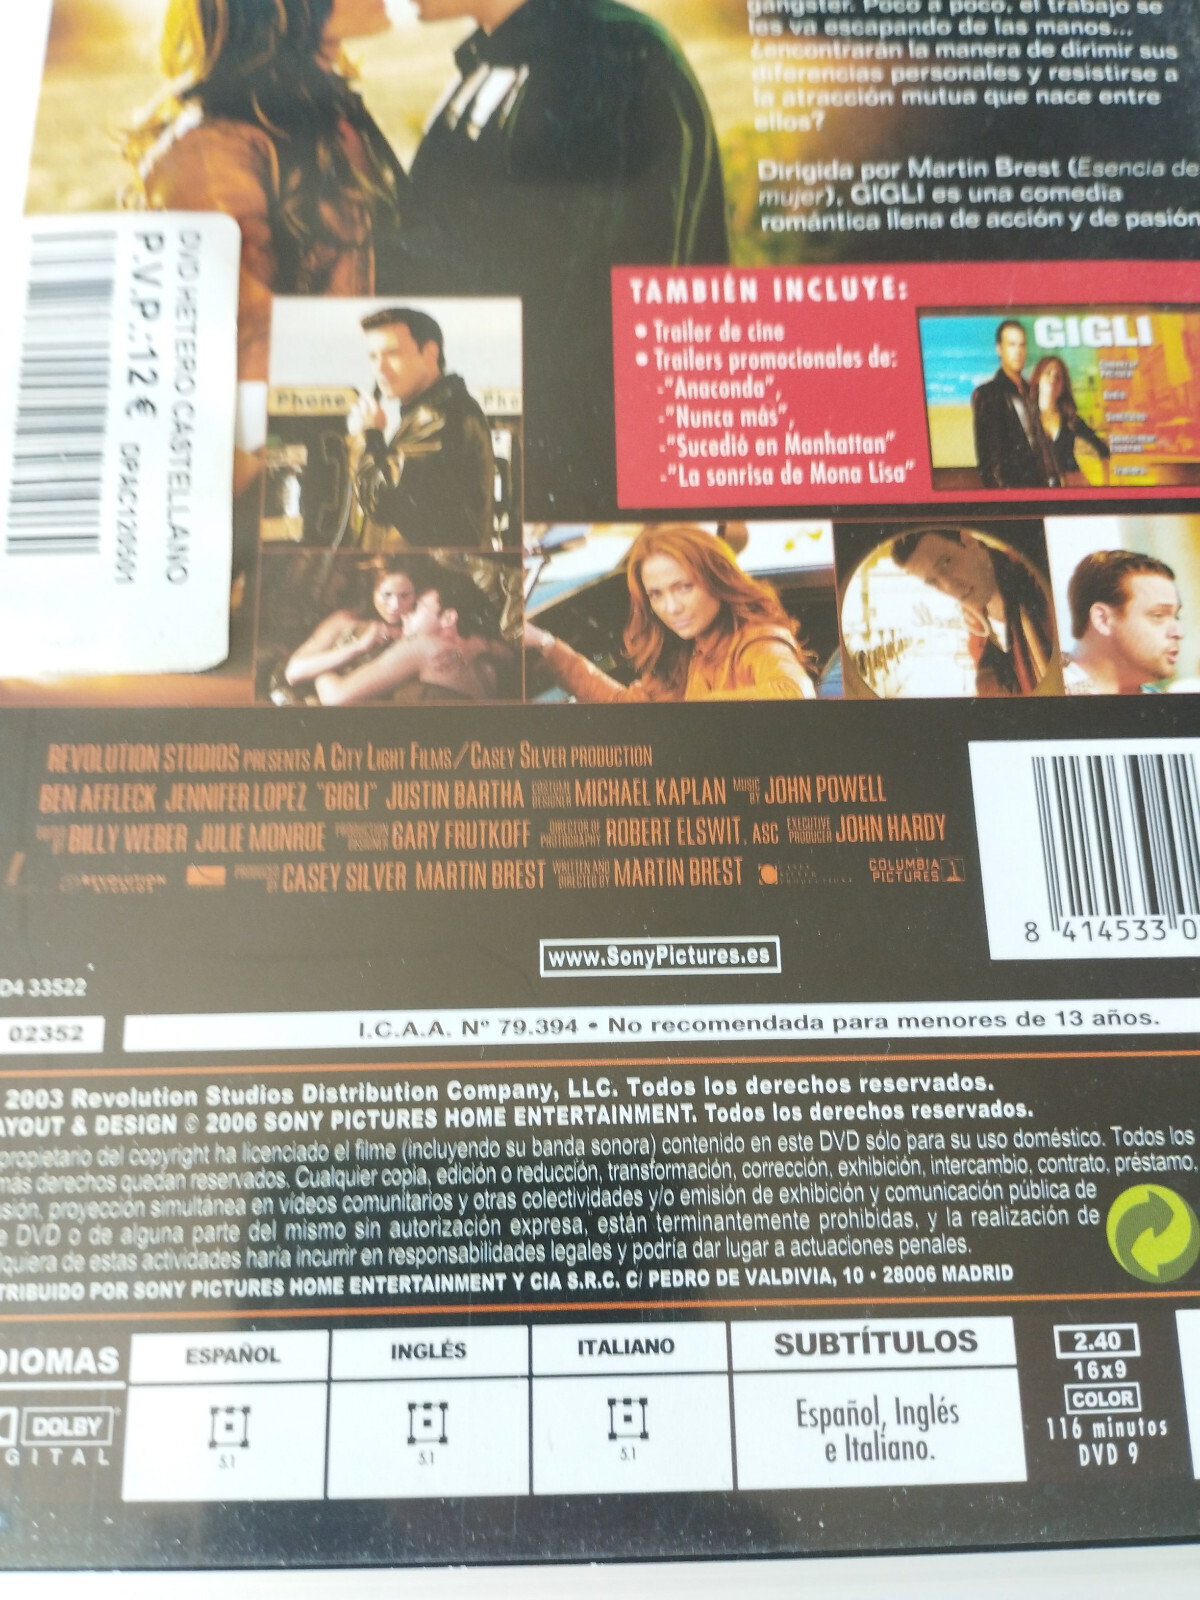 gángster. Poco a poco, el trabajo se
les va escapando de las manos...
¿encontrarán la manera de dirimir sus
diferencias personales y resistirse a
la atracción mutua que nace entre
ellos?
Dirigida por Martin Brest (Esencia de
mujer), GIGLI es una comedia
romántica llena de acción y de pasión
DVD HETERO CASTELLANO
P.V.P.:12 €
DPAC120501
TAMBIÉN INCLUYE:
• Trailer de cine
• Trailers promocionales de:
-"Anaconda",
-"Nunca más",
-"Sucedió en Manhattan"
-"La sonrisa de Mona Lisa"
GIGLI
Phone
Pho
REVOLUTION STUDIOS PRESENTS A CITY LIGHT FILMS/CASEY SILVER PRODUCTION
BEN AFFLECK JENNIFER LOPEZ "GIGLI" JUSTIN BARTHA COSTUME DESIGNER MICHAEL KAPLAN MUSIC BY JOHN POWELL
BILLY WEBER JULIE MONROE PRODUCTION DESIGNER GARY FRUTKOFF DIRECTOR OF PHOTOGRAPHY ROBERT ELSWIT, ASC EXECUTIVE PRODUCER JOHN HARDY
REVOLUTION STUDIOS PRODUCED BY CASEY SILVER MARTIN BREST WRITTEN AND DIRECTED BY MARTIN BREST COLUMBIA PICTURES
8 414533 0
www.SonyPictures.es
D4 33522
02352
I.C.A.A. Nº 79.394 • No recomendada para menores de 13 años.
2003 Revolution Studios Distribution Company, LLC. Todos los derechos reservados.
AYOUT & DESIGN © 2006 SONY PICTURES HOME ENTERTAINMENT. Todos los derechos reservados.
propietario del copyright ha licenciado el filme (incluyendo su banda sonora) contenido en este DVD sólo para su uso doméstico. Todos los
más derechos quedan reservados. Cualquier copia, edición o reducción, transformación, corrección, exhibición, intercambio, contrato, préstamo,
sión, proyección simultánea en vídeos comunitarios y otras colectividades y/o emisión de exhibición y comunicación pública de
e DVD o de alguna parte del mismo sin autorización expresa, están terminantemente prohibidas, y la realización de
lquiera de estas actividades haría incurrir en responsabilidades legales y podría dar lugar a actuaciones penales.
TRIBUIDO POR SONY PICTURES HOME ENTERTAINMENT Y CIA S.R.C. C/ PEDRO DE VALDIVIA, 10 • 28006 MADRID
DIOMAS
ESPAÑOL
INGLÉS
ITALIANO
SUBTÍTULOS
DOLBY
GITAL
5.1
5.1
5.1
Español, Inglés
e Italiano.
2.40
16x9
COLOR
116 minutos
DVD 9